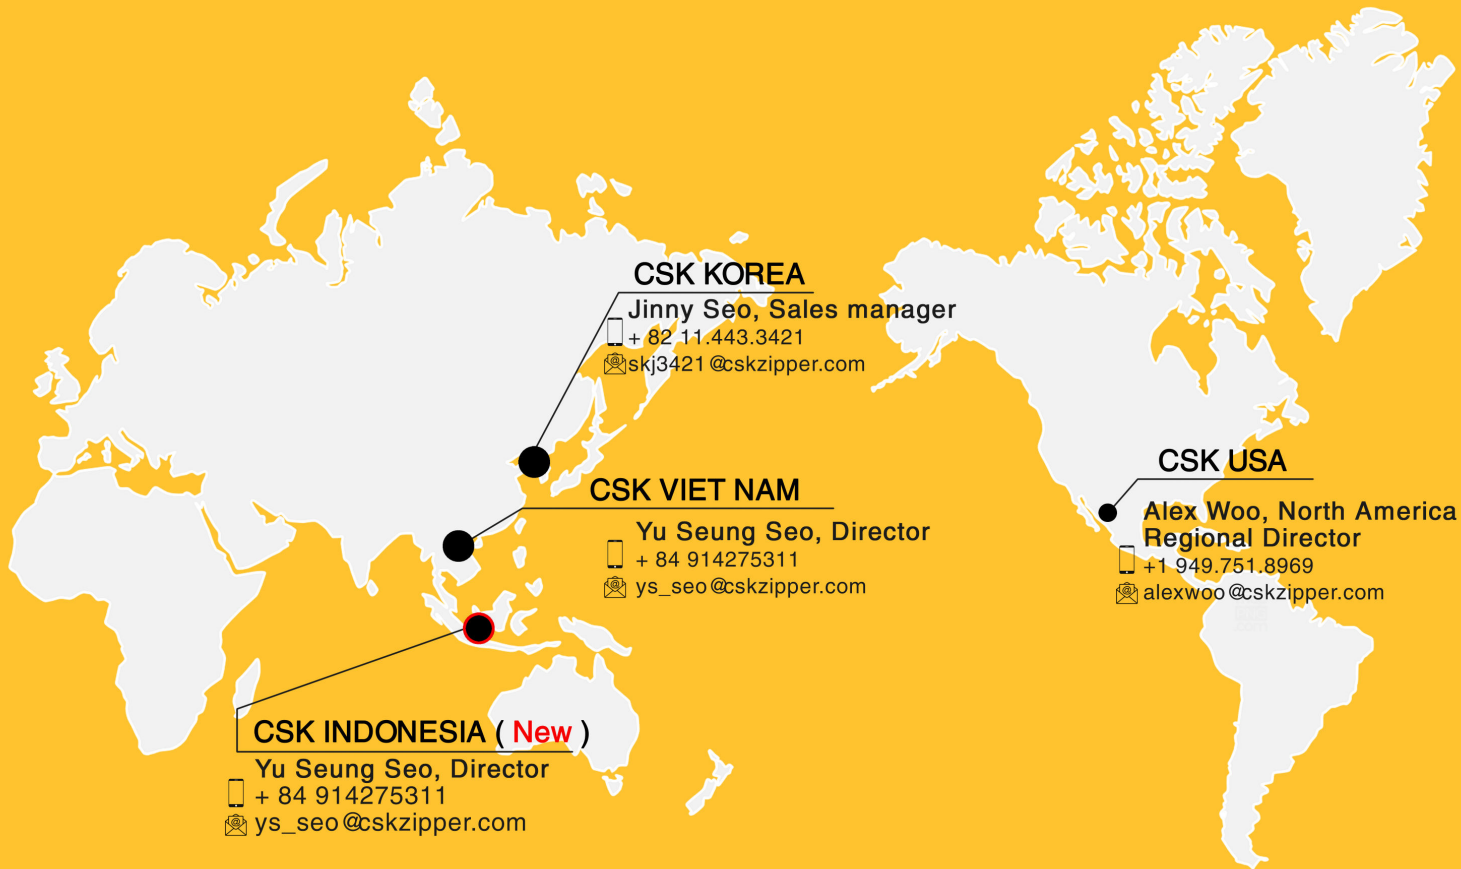 CSK KOREA
Jinny Seo, Sales manager
+ 82 11.443.3421
skj3421@cskzipper.com
CSK VIET NAM
Yu Seung Seo, Director
+ 84 914275311
ys_seo@cskzipper.com
CSK USA
Alex Woo, North America
Regional Director
+1 949.751.8969
alexwoo@cskzipper.com
CSK INDONESIA ( New )
Yu Seung Seo, Director
+ 84 914275311
ys_seo@cskzipper.com